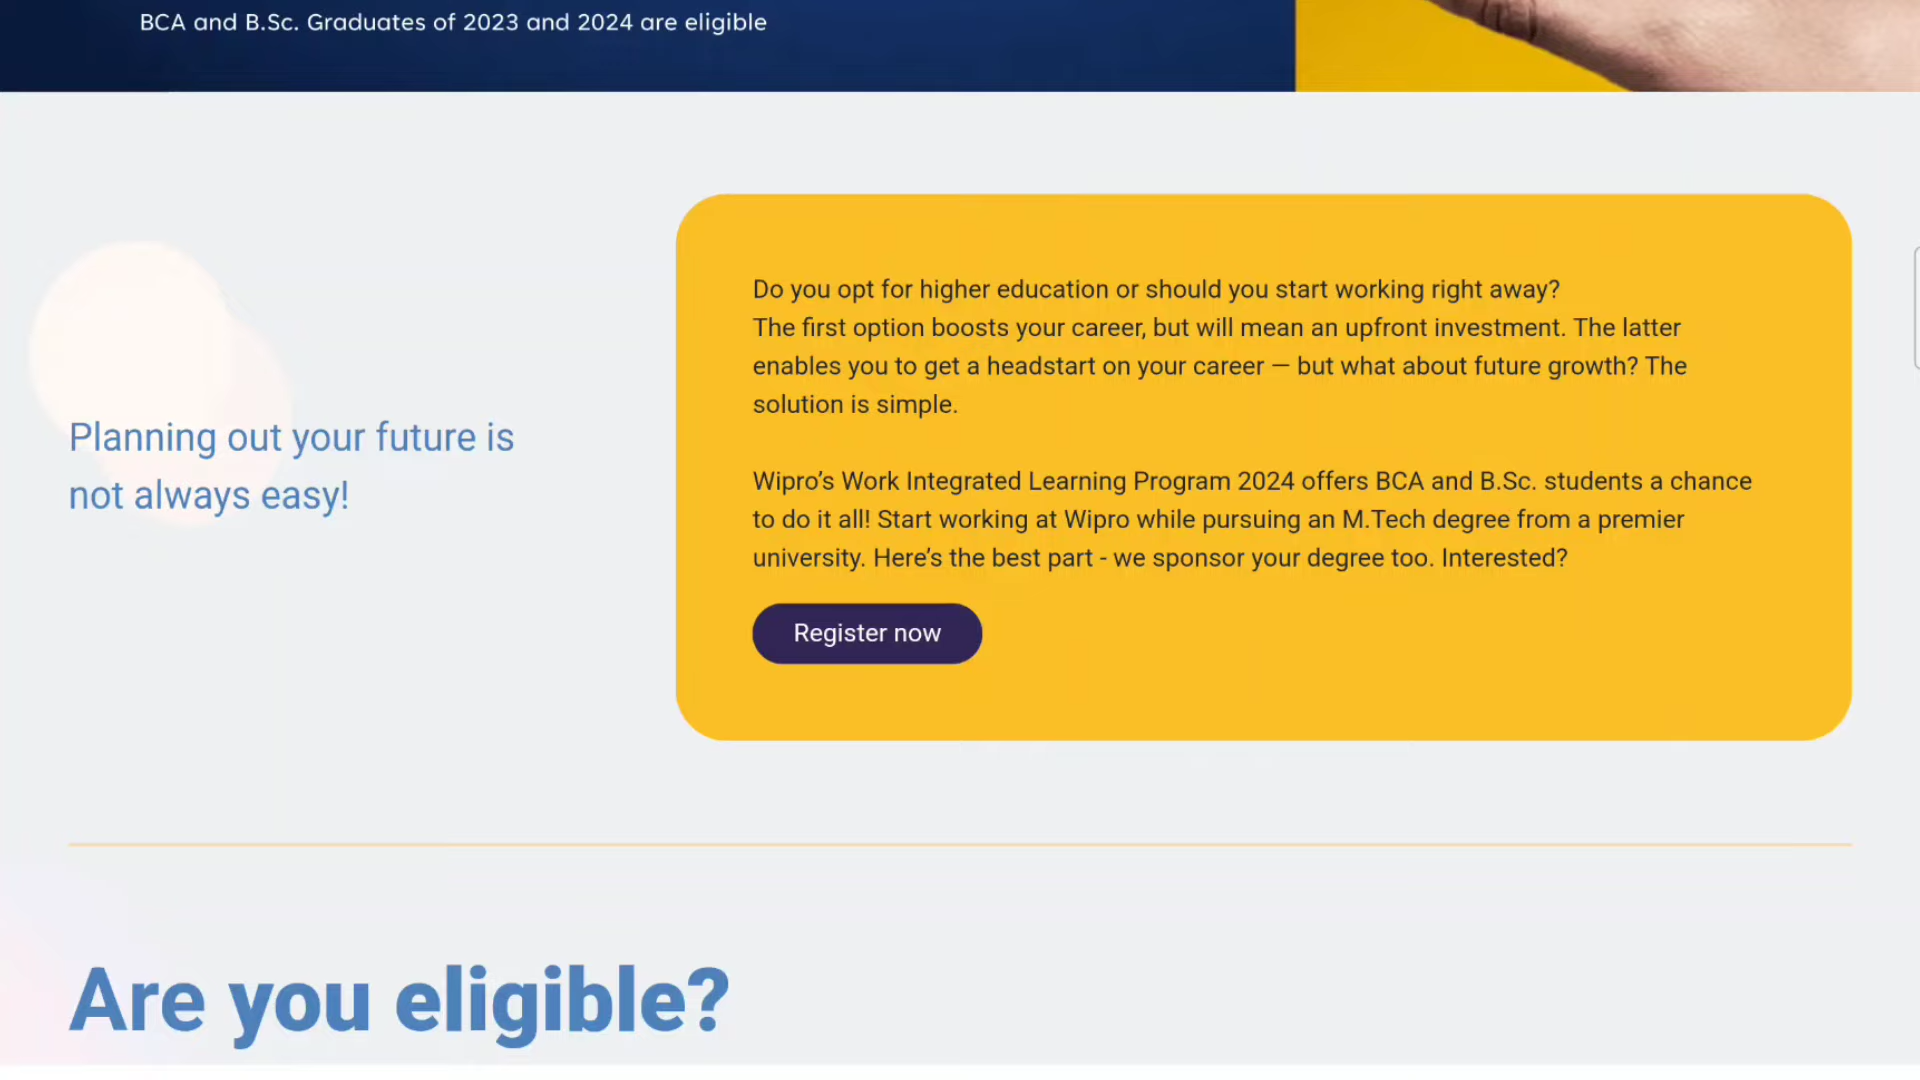 BCA and B.Sc. Graduates of 2023 and 2024 are eligible
Planning out your future is
not always easy!
Do you opt for higher education or should you start working right away?
The first option boosts your career, but will mean an upfront investment. The latter
enables you to get a headstart on your career — but what about future growth? The
solution is simple.
Wipro’s Work Integrated Learning Program 2024 offers BCA and B.Sc. students a chance
to do it all! Start working at Wipro while pursuing an M.Tech degree from a premier
university. Here’s the best part - we sponsor your degree too. Interested?
Register now
Are you eligible?